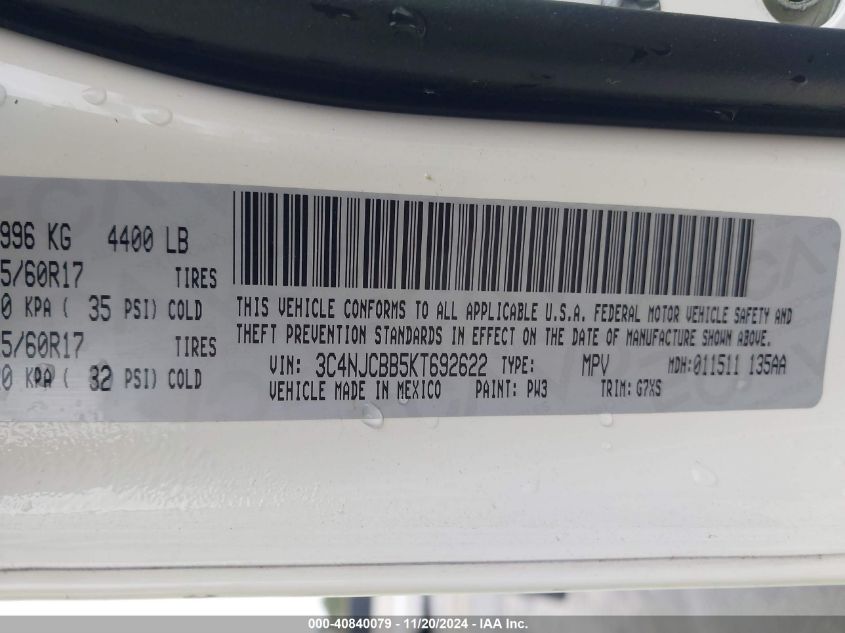 996 KG 4400 LB
5/60R17 TIRES
0 KPA ( 35 PSI) COLD
5/60R17 TIRES
0 KPA ( 32 PSI) COLD
THIS VEHICLE CONFORMS TO ALL APPLICABLE U.S.A. FEDERAL MOTOR VEHICLE SAFETY AND
THEFT PREVENTION STANDARDS IN EFFECT ON THE DATE OF MANUFACTURE SHOWN ABOVE.
VIN: 3C4NJCBB5KT692622 TYPE: MPV MDH:011511 135AA
VEHICLE MADE IN MEXICO PAINT: PW3 TRIM: G7XS
000-40840079 — 11/20/2024 — IAA Inc.